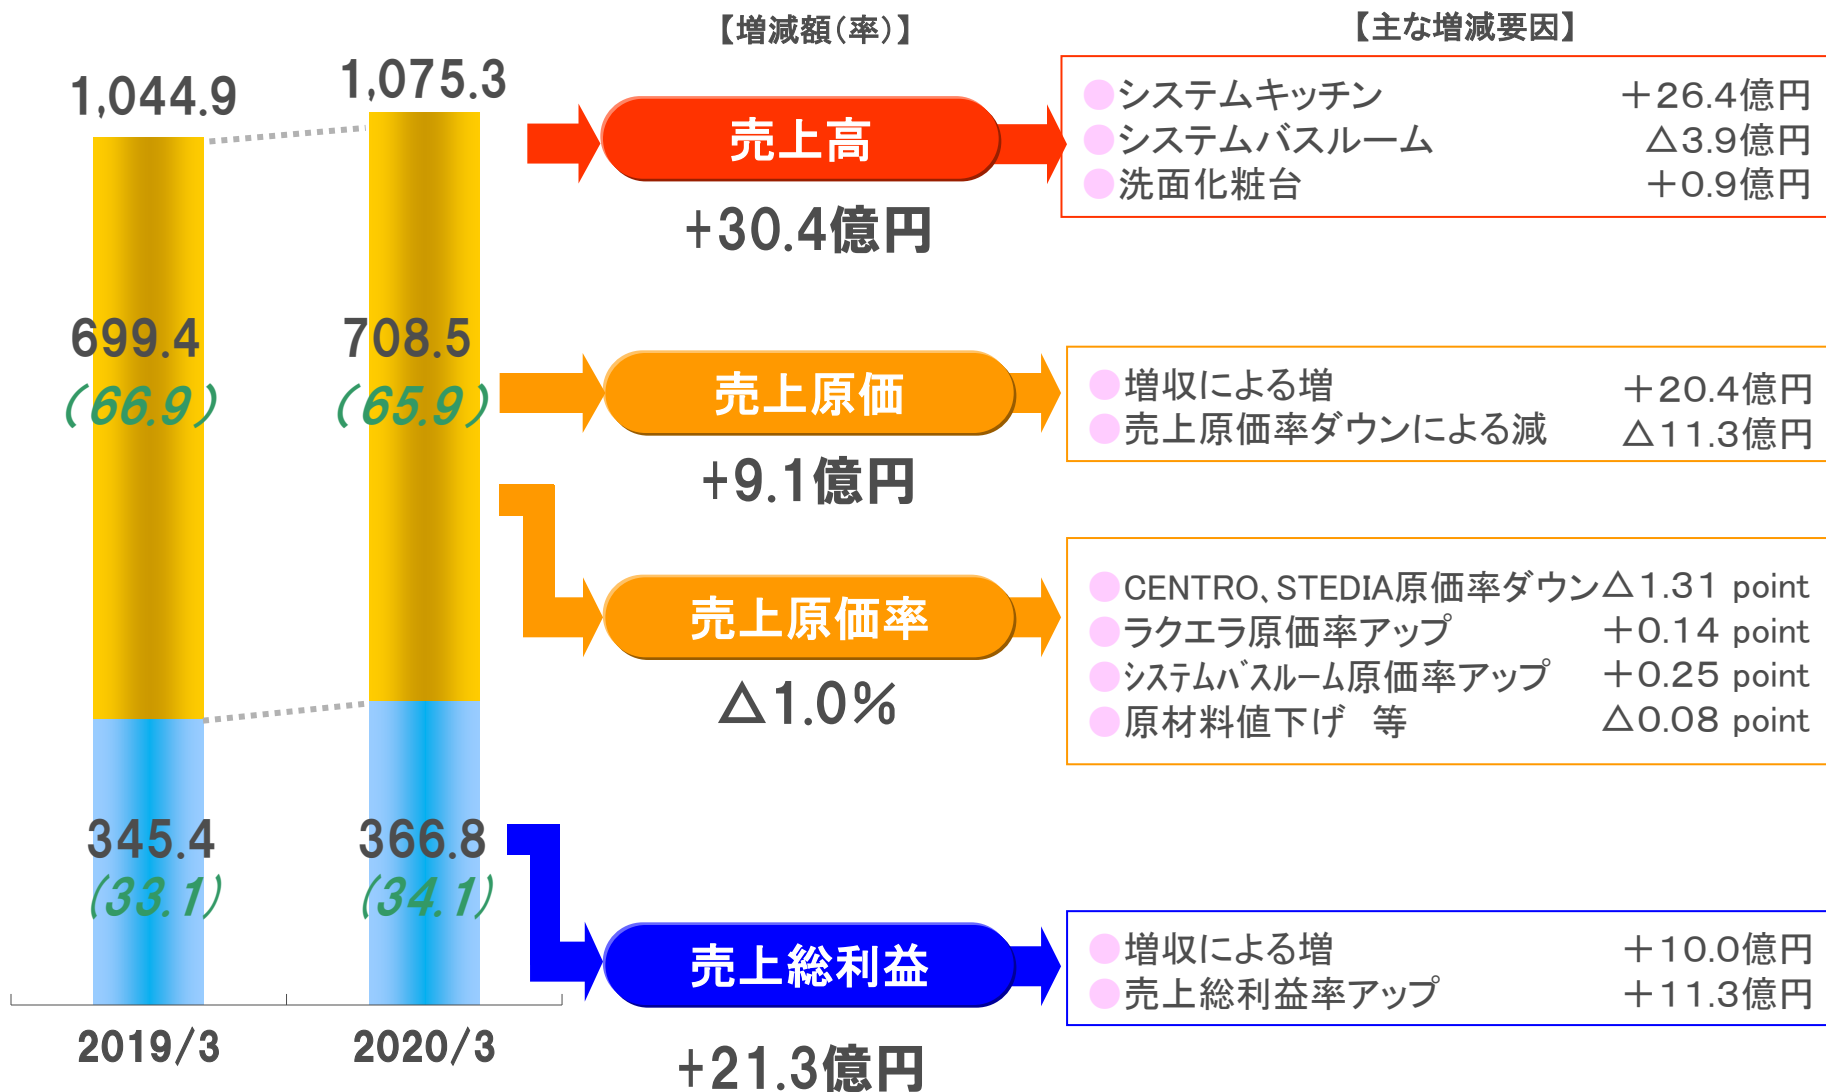 【増減額（率）】
【主な増減要因】
1,044.9
1,075.3
売上高
+30.4億円
●システムキッチン ＋26.4億円
●システムバスルーム △3.9億円
●洗面化粧台 ＋0.9億円
699.4
(66.9)
708.5
(65.9)
売上原価
+9.1億円
●増収による増 ＋20.4億円
●売上原価率ダウンによる減 △11.3億円
売上原価率
△1.0%
●CENTRO、STEDIA原価率ダウン△1.31 point
●ラクエラ原価率アップ ＋0.14 point
●システムバスルーム原価率アップ ＋0.25 point
●原材料値下げ 等 △0.08 point
345.4
(33.1)
366.8
(34.1)
売上総利益
+21.3億円
●増収による増 ＋10.0億円
●売上総利益率アップ ＋11.3億円
2019/3
2020/3